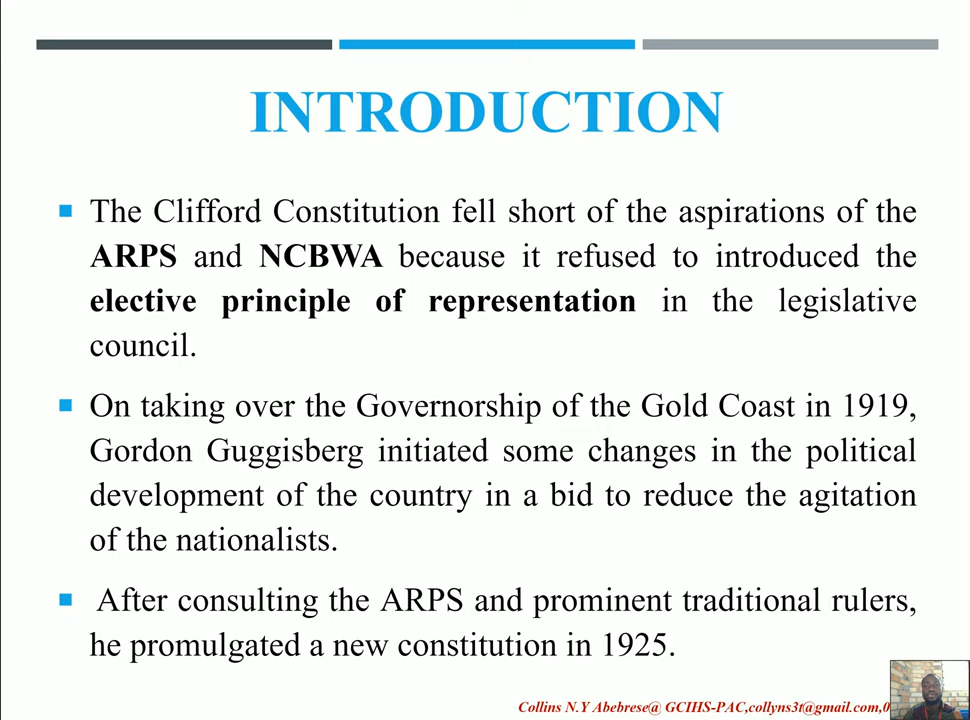 INTRODUCTION
The Clifford Constitution fell short of the aspirations of the
ARPS and NCBWA because it refused to introduced the
elective principle of representation in the legislative
council.
On taking over the Governorship of the Gold Coast in 1919,
Gordon Guggisberg initiated some changes in the political
development of the country in a bid to reduce the agitation
of the nationalists.
After consulting the ARPS and prominent traditional rulers,
he promulgated a new constitution in 1925.
Collins N.Y Abebrese@ GCIHS-PAC,collyns3t@gmail.com,0